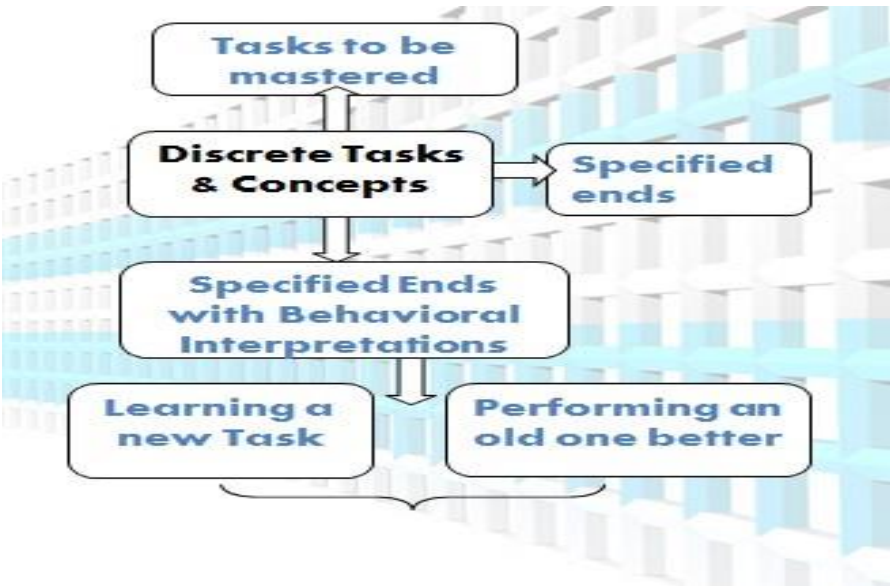 Tasks to be
mastered
Discrete Tasks
& Concepts
Specified
ends
Specified Ends
with Behavioral
Interpretations
Learning a
new Task
Performing an
old one better